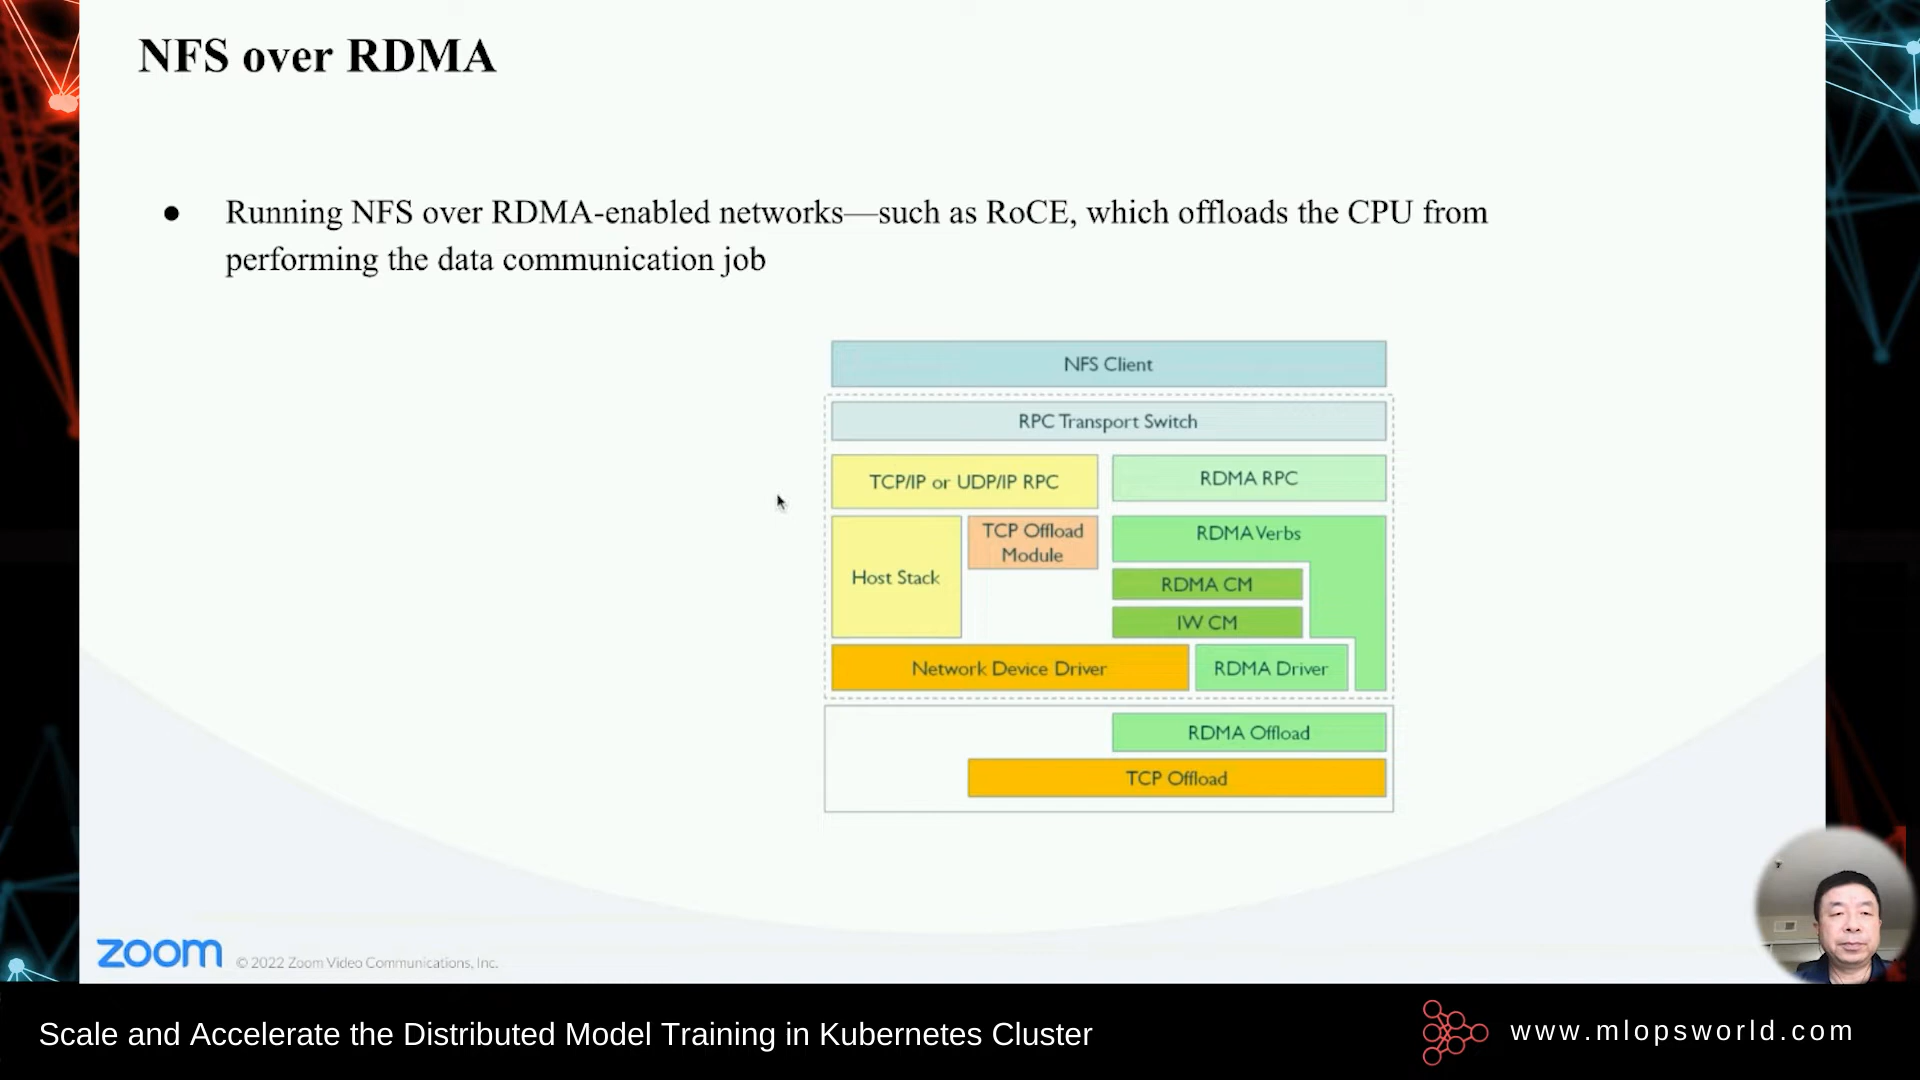 NFS over RDMA
● Running NFS over RDMA-enabled networks—such as RoCE, which offloads the CPU from
performing the data communication job
NFS Client
RPC Transport Switch
TCP/IP or UDP/IP RPC
RDMA RPC
Host Stack
TCP Offload
Module
RDMA Verbs
RDMA CM
IW CM
Network Device Driver
RDMA Driver
RDMA Offload
TCP Offload
zoom
© 2022 Zoom Video Communications, Inc.
Scale and Accelerate the Distributed Model Training in Kubernetes Cluster
www.mlopsworld.com